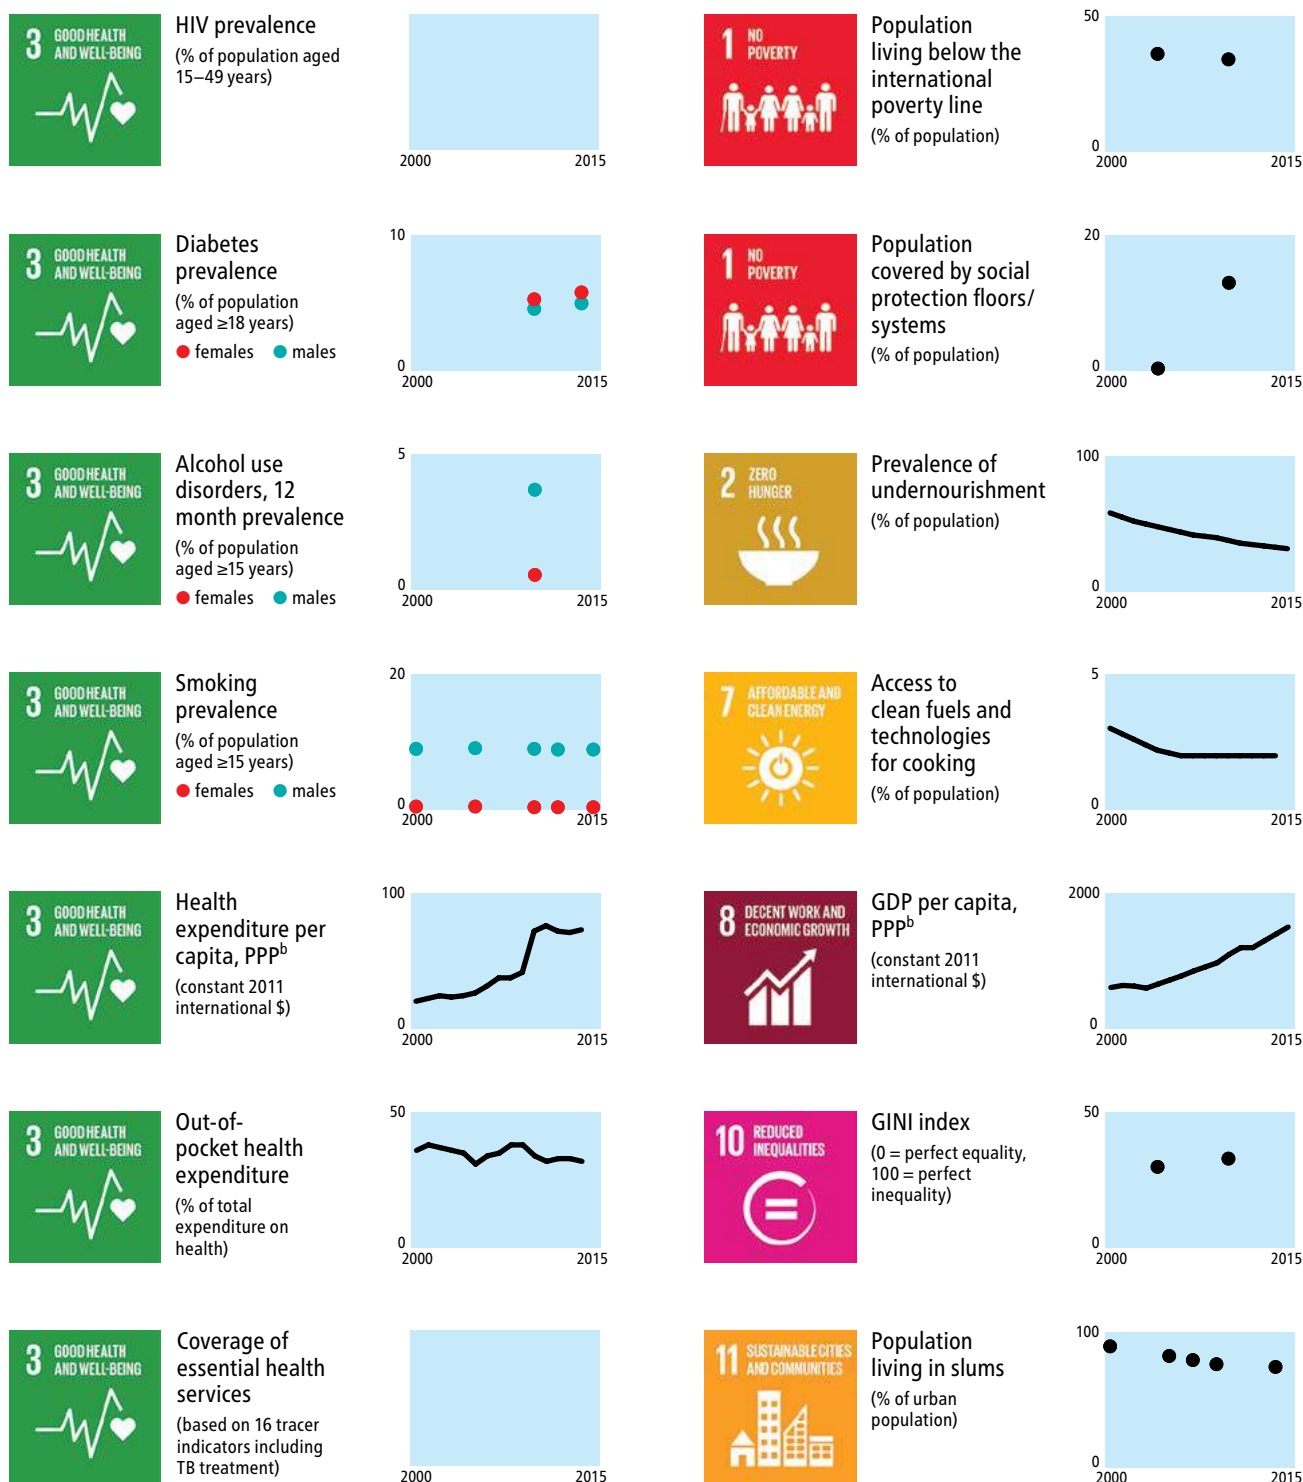 3 GOOD HEALTH
AND WELL-BEING
HIV prevalence
(% of population aged
15–49 years)
2000 2015
3 GOOD HEALTH
AND WELL-BEING
Diabetes
prevalence
(% of population
aged ≥18 years)
females males
10
0
2000 2015
3 GOOD HEALTH
AND WELL-BEING
Alcohol use
disorders, 12
month prevalence
(% of population
aged ≥15 years)
females males
5
0
2000 2015
3 GOOD HEALTH
AND WELL-BEING
Smoking
prevalence
(% of population
aged ≥15 years)
females males
20
0
2000 2015
3 GOOD HEALTH
AND WELL-BEING
Health
expenditure per
capita, PPPb
(constant 2011
international $)
100
0
2000 2015
3 GOOD HEALTH
AND WELL-BEING
Out-of-
pocket health
expenditure
(% of total
expenditure on
health)
50
0
2000 2015
3 GOOD HEALTH
AND WELL-BEING
Coverage of
essential health
services
(based on 16 tracer
indicators including
TB treatment)
2000 2015
1 NO
POVERTY
Population
living below the
international
poverty line
(% of population)
50
0
2000 2015
1 NO
POVERTY
Population
covered by social
protection floors/
systems
(% of population)
20
0
2000 2015
2 ZERO
HUNGER
Prevalence of
undernourishment
(% of population)
100
0
2000 2015
7 AFFORDABLE AND
CLEAN ENERGY
Access to
clean fuels and
technologies
for cooking
(% of population)
5
0
2000 2015
8 DECENT WORK AND
ECONOMIC GROWTH
GDP per capita,
PPPb
(constant 2011
international $)
2000
0
2000 2015
10 REDUCED
INEQUALITIES
GINI index
(0 = perfect equality,
100 = perfect
inequality)
50
0
2000 2015
11 SUSTAINABLE CITIES
AND COMMUNITIES
Population
living in slums
(% of urban
population)
100
0
2000 2015